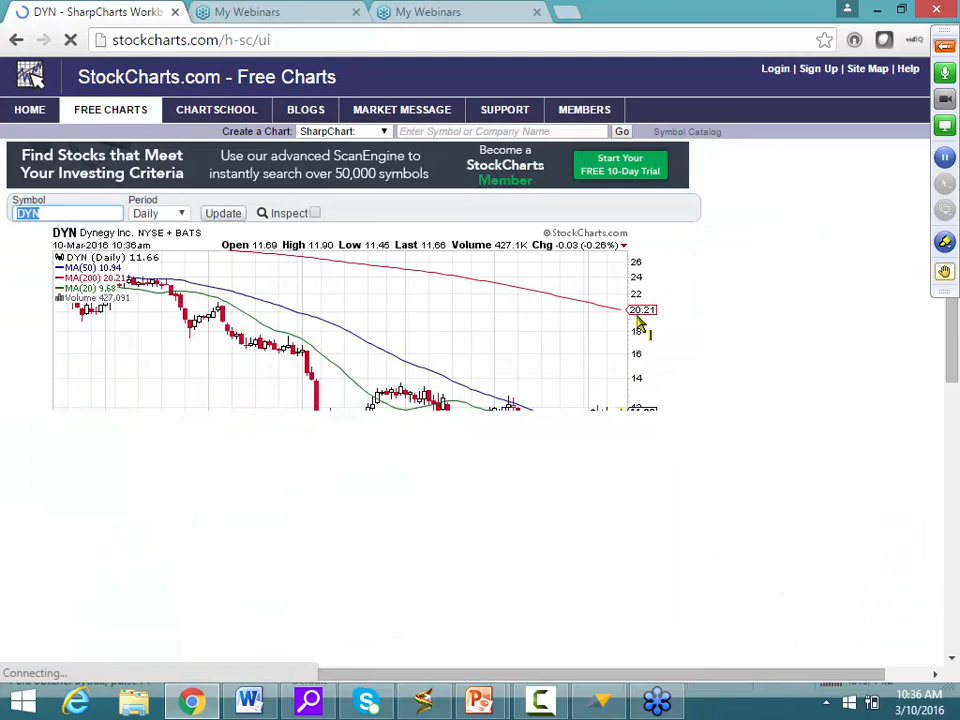 DYN - SharpCharts Workb
My Webinars
My Webinars
stockcharts.com/h-sc/ui
StockCharts.com - Free Charts
Login | Sign Up | Site Map | Help
HOME
FREE CHARTS
CHARTSCHOOL
BLOGS
MARKET MESSAGE
SUPPORT
MEMBERS
Create a Chart: SharpChart: Enter Symbol or Company Name Go Symbol Catalog
Find Stocks that Meet
Your Investing Criteria
Use our advanced ScanEngine to
instantly search over 50,000 symbols
Become a
StockCharts
Member
Start Your
FREE 10-Day Trial
Symbol
Period
DYN
Daily
Update
Inspect
DYN Dynegy Inc. NYSE + BATS
© StockCharts.com
10-Mar-2016 10:36am
Open 11.69 High 11.90 Low 11.45 Last 11.66 Volume 427.1K Chg -0.03 (-0.26%)
DYN (Daily) 11.66
MA(50) 10.94
MA(200) 20.21
MA(20) 9.68
Volume 427,091
26
24
22
20.21
18
16
14
Connecting...
10:36 AM
3/10/2016